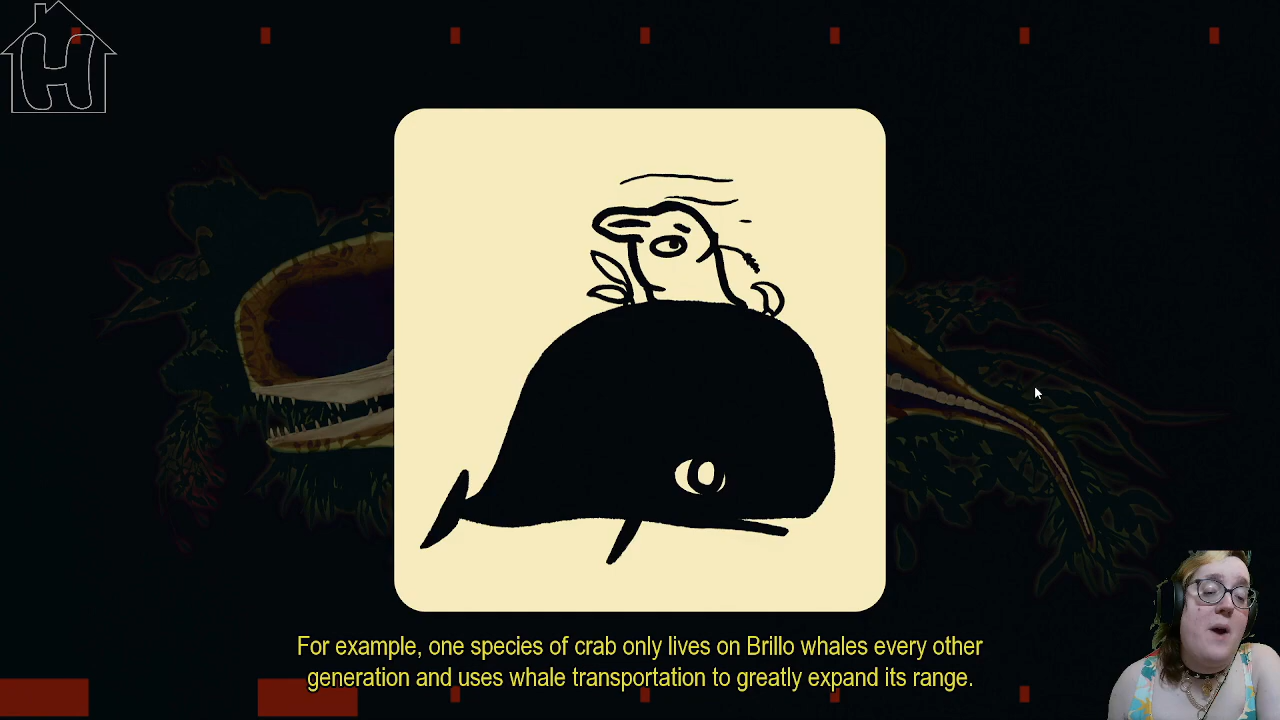 H
For example, one species of crab only lives on Brillo whales every other
generation and uses whale transportation to greatly expand its range.